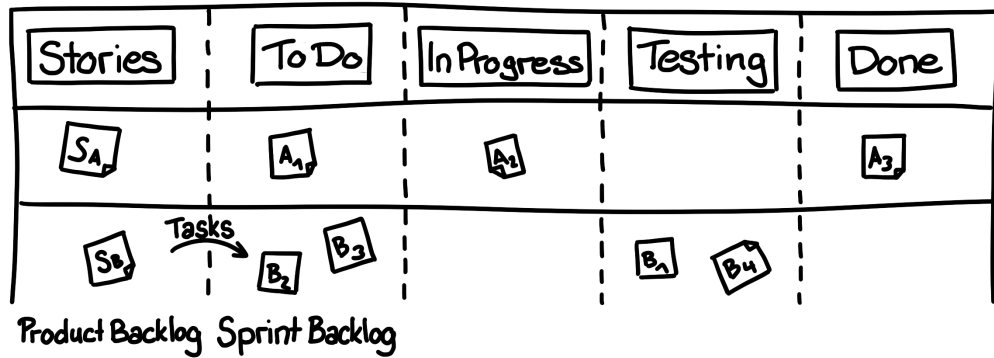 Stories To Do In Progress Testing Done
SA A1 A2 A3
Tasks
SB B2 B3 B1 B4
Product Backlog Sprint Backlog